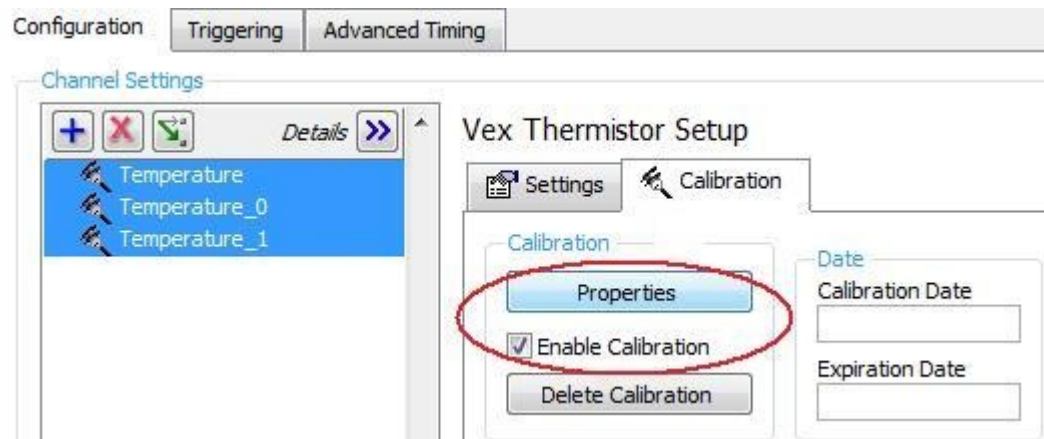 Configuration
Triggering
Advanced Timing
Channel Settings
Details
Temperature
Temperature_0
Temperature_1
Vex Thermistor Setup
Settings
Calibration
Calibration
Properties
Enable Calibration
Delete Calibration
Date
Calibration Date
Expiration Date